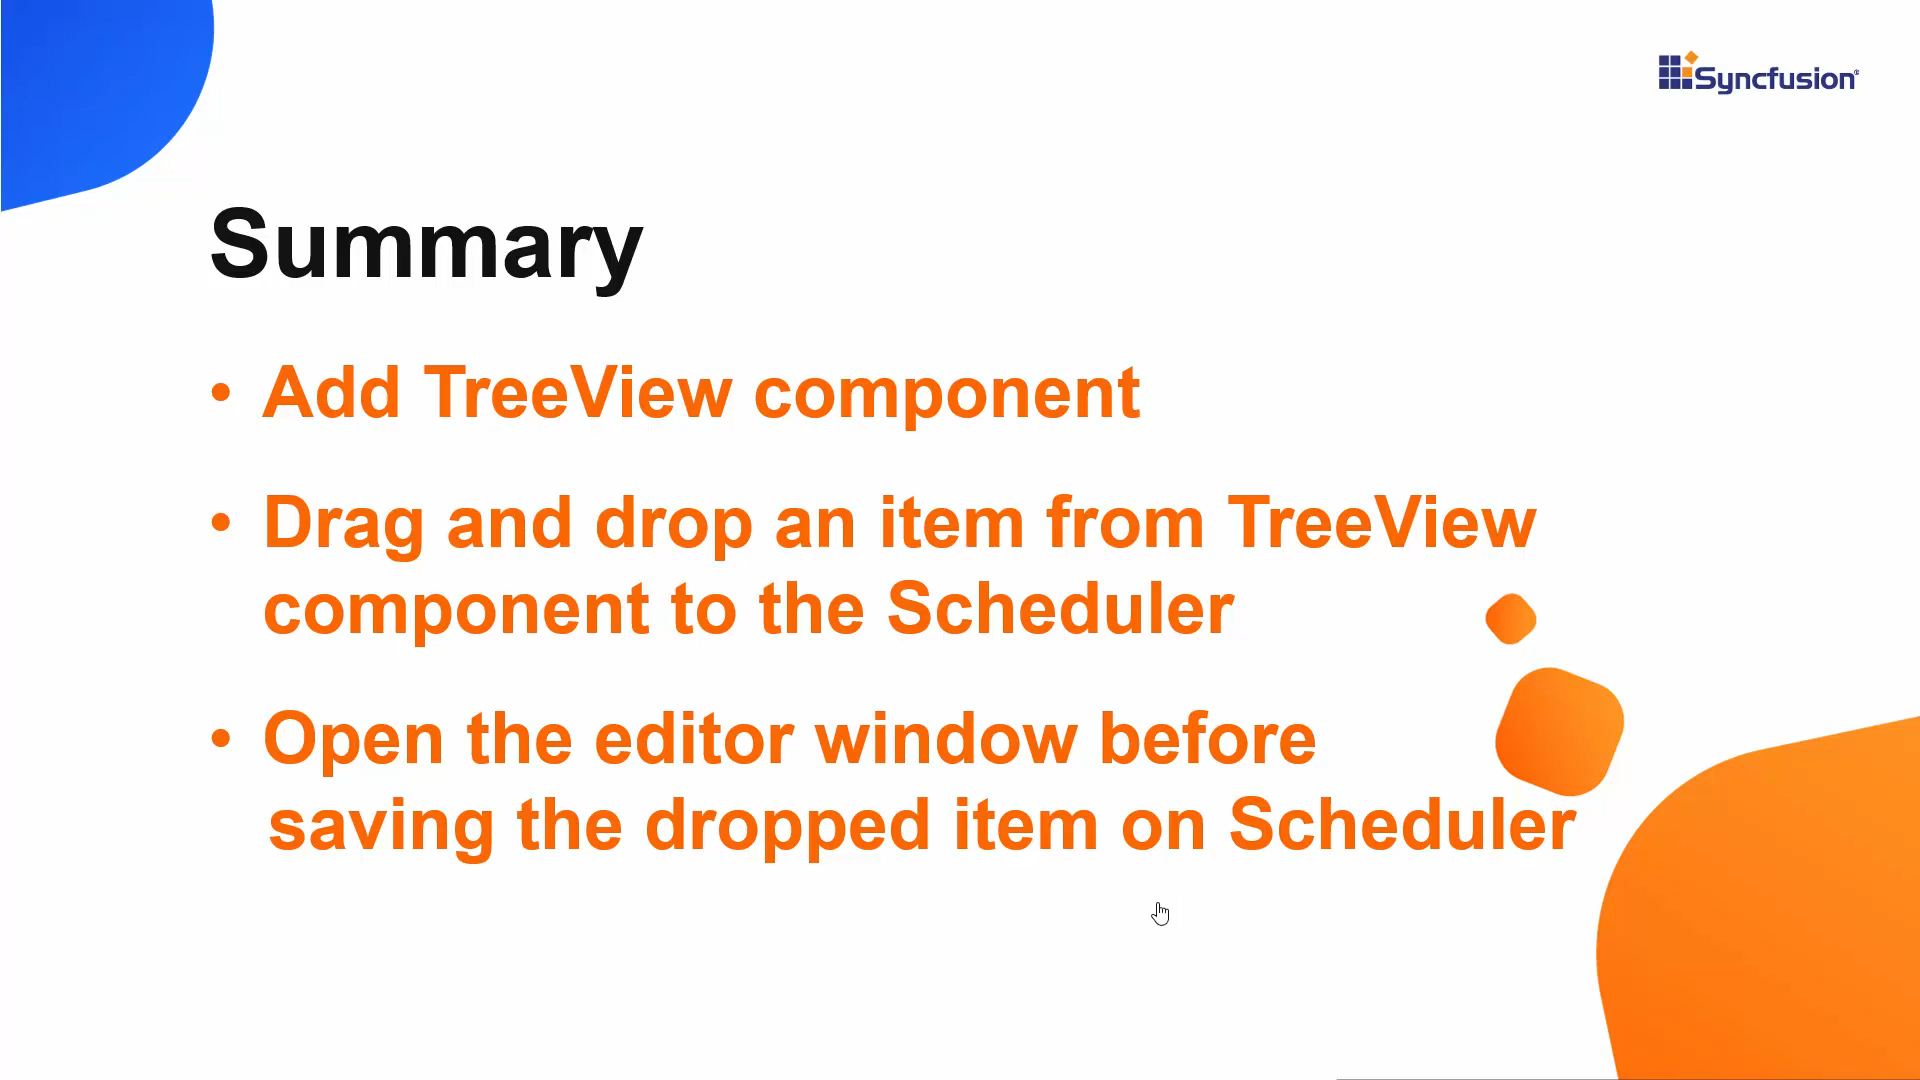 Syncfusion®
Summary
• Add TreeView component
• Drag and drop an item from TreeView
component to the Scheduler
• Open the editor window before
saving the dropped item on Scheduler